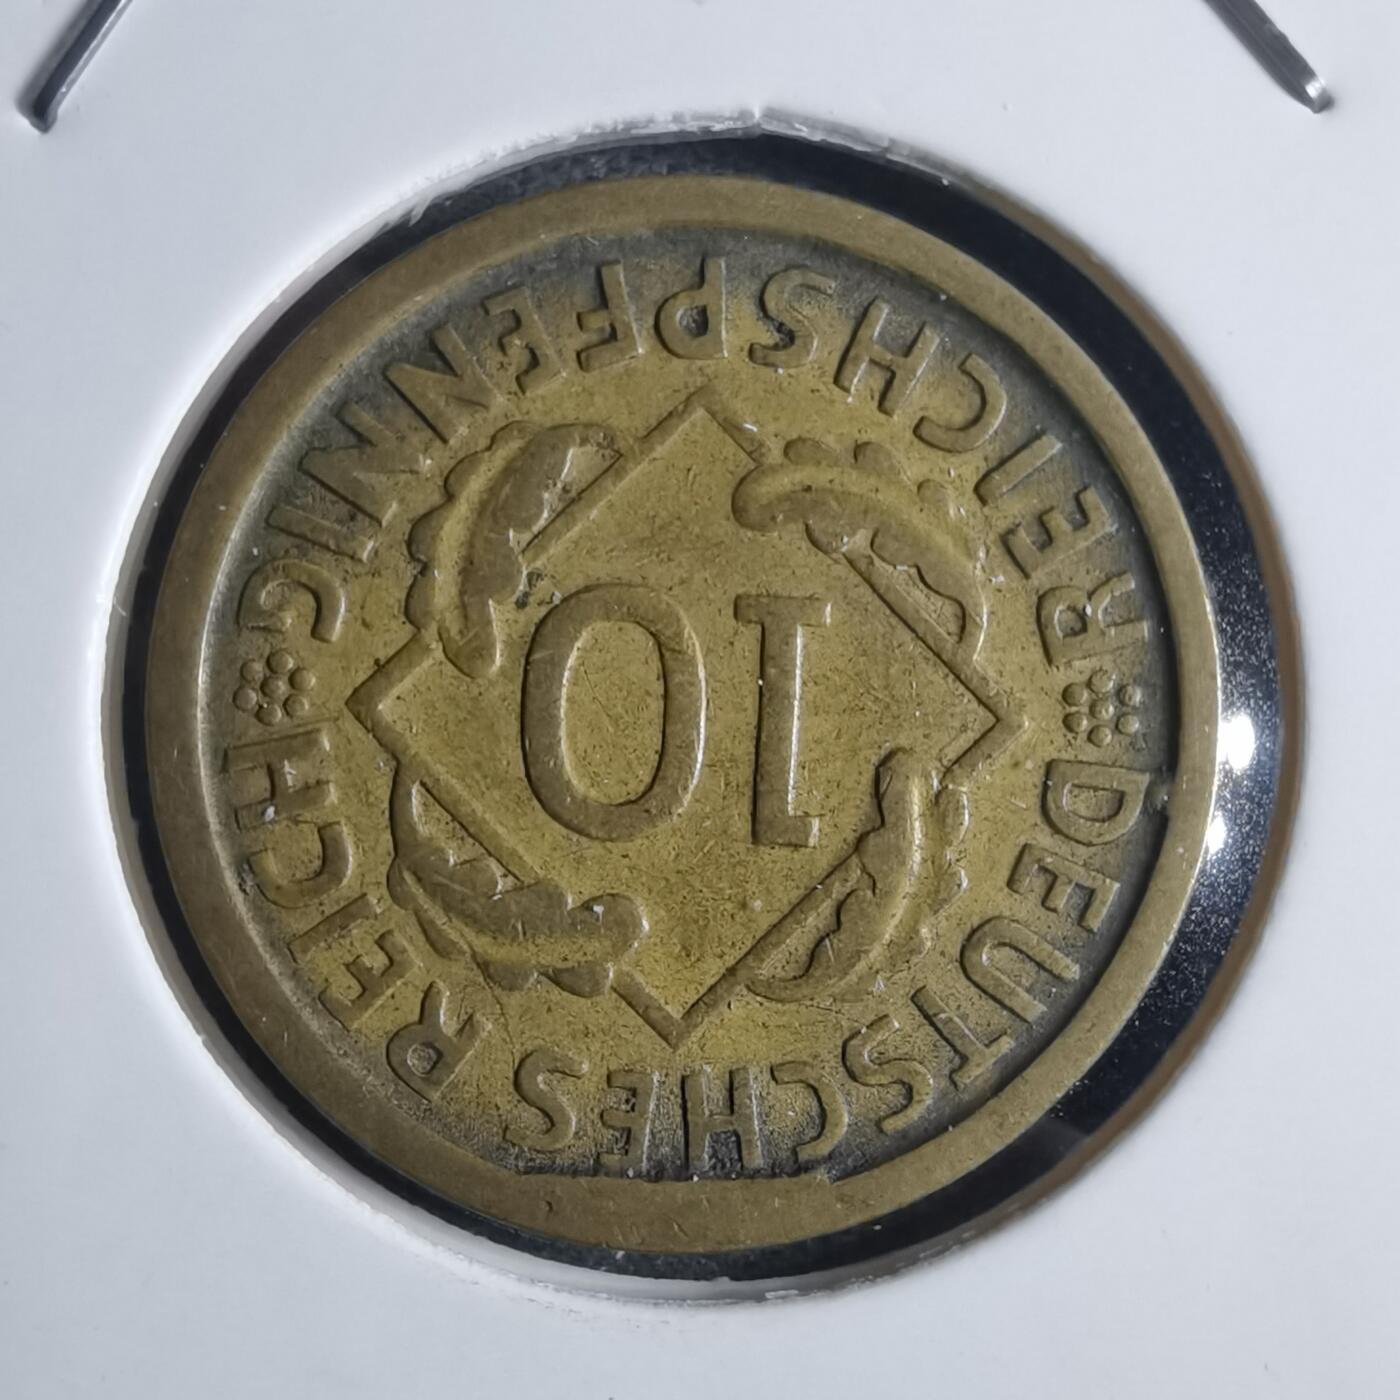 DEUTSCHES REICH
10
REICHSPFENNIG